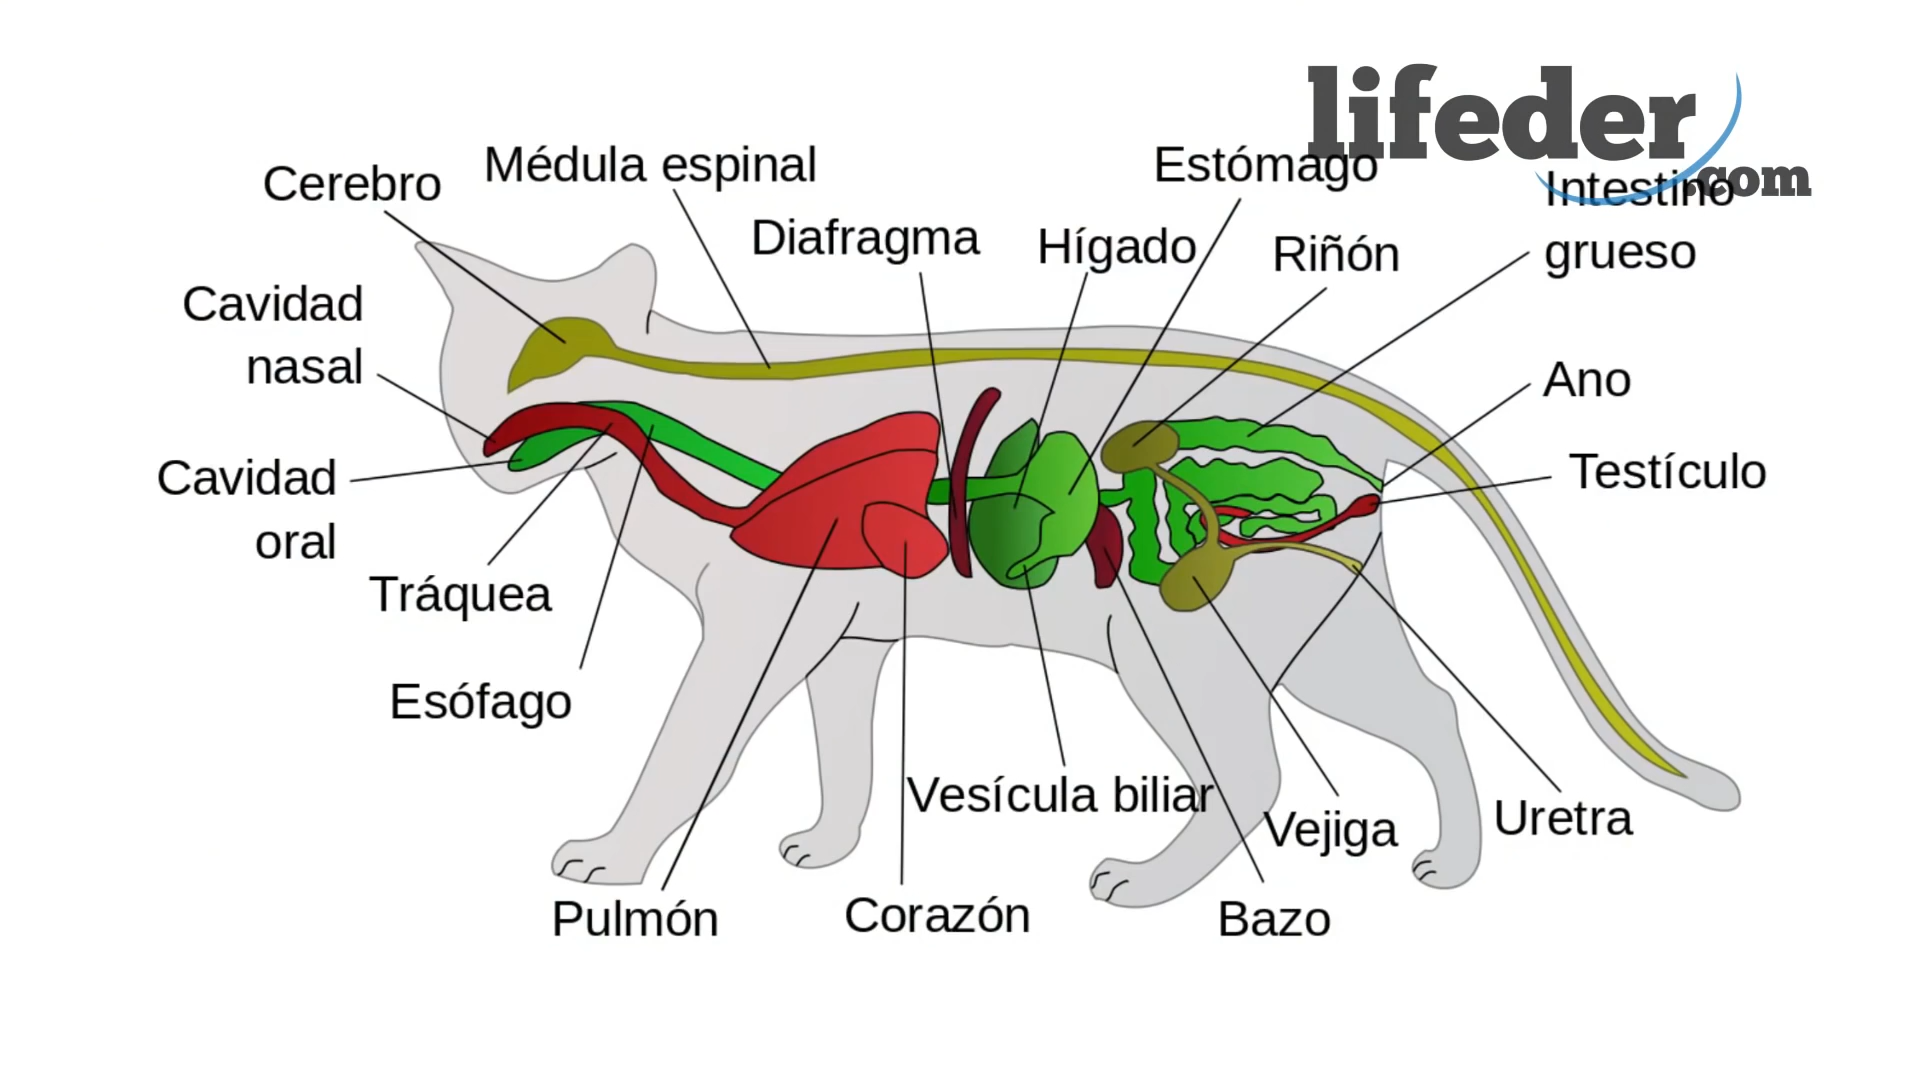 lifeder
.com
Cerebro
Médula espinal
Estómago
Intestino
grueso
Diafragma
Hígado
Riñón
Cavidad
nasal
Ano
Cavidad
oral
Testículo
Tráquea
Esófago
Vesícula biliar
Vejiga
Uretra
Pulmón
Corazón
Bazo